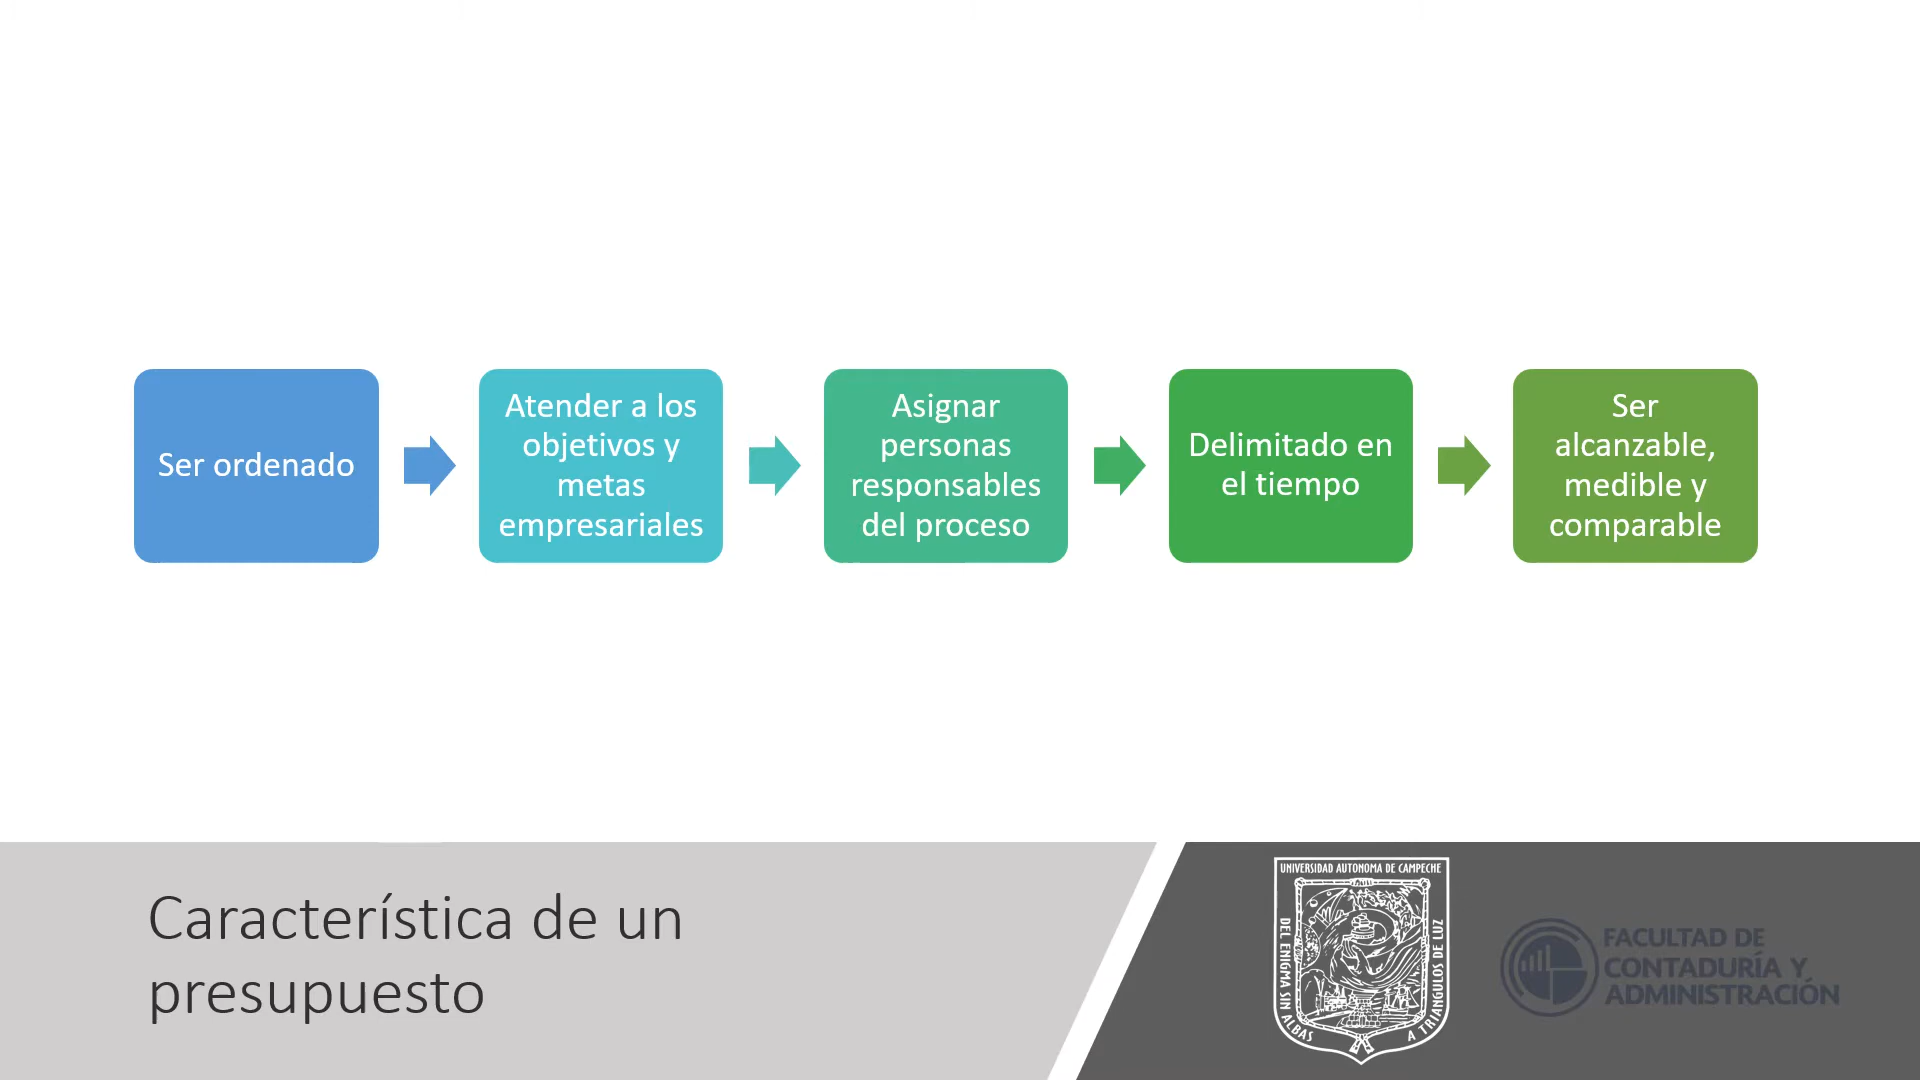 Ser ordenado
Atender a los
objetivos y
metas
empresariales
Asignar
personas
responsables
del proceso
Delimitado en
el tiempo
Ser
alcanzable,
medible y
comparable
Característica de un
presupuesto
UNIVERSIDAD AUTONOMA DE CAMPECHE
DEL ENIGMA SIN ALBAS
A TRIANGULOS DE LUZ
FACULTAD DE
CONTADURÍA Y
ADMINISTRACIÓN